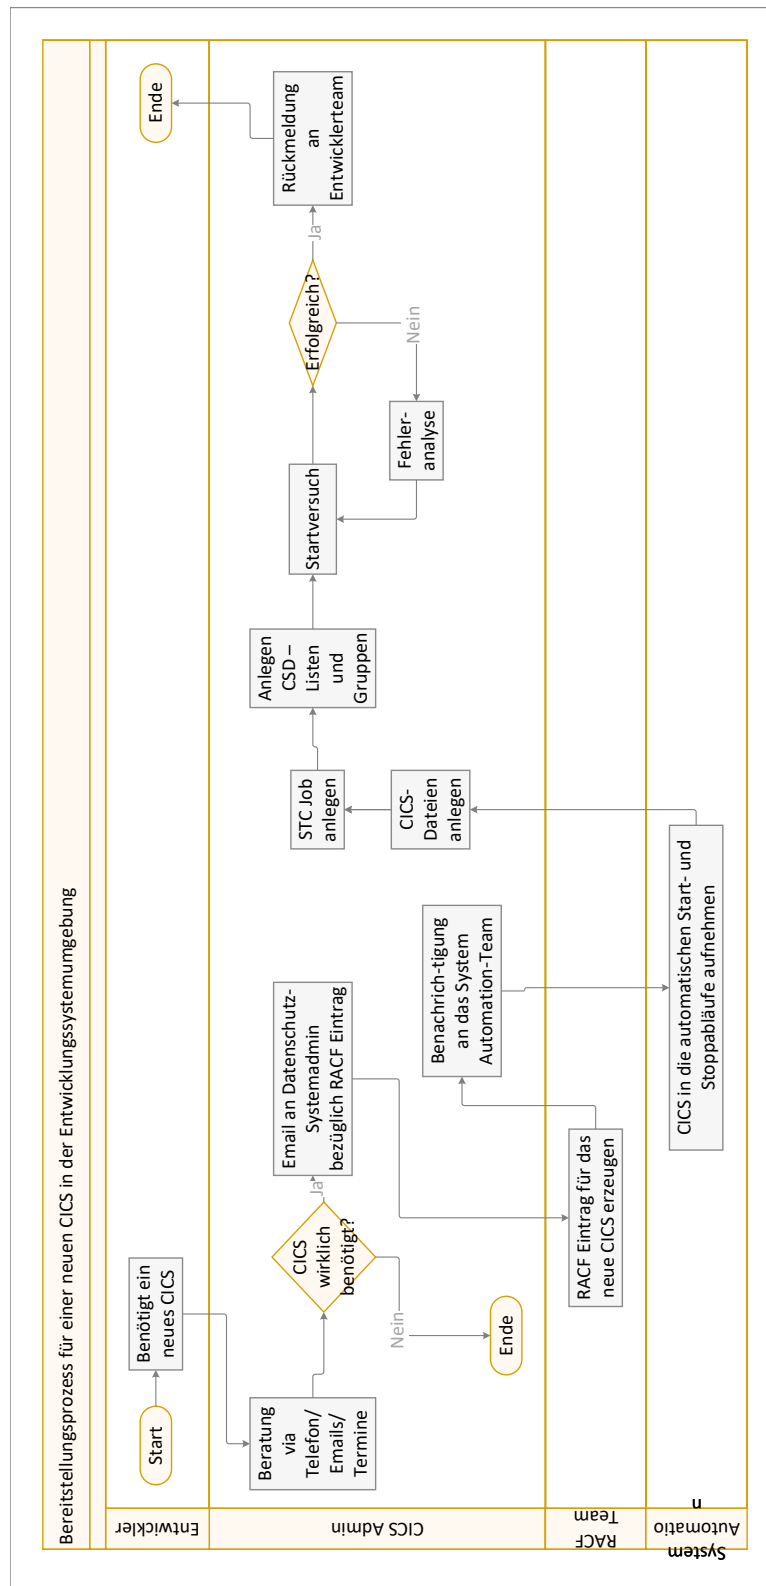 Bereitstellungsprozess für einer neuen CICS in der Entwicklungssystemumgebung
Entwickler
Start
Benötigt ein
neues CICS
Ende
CICS Admin
Beratung
via
Telefon/
Emails/
Termine
CICS
wirklich
benötigt?
Ja
Nein
Ende
Email an Datenschutz-
Systemadmin
bezüglich RACF Eintrag
Benachrich-tigung
an das System
Automation-Team
CICS-
Dateien
anlegen
STC Job
anlegen
Anlegen
CSD –
Listen
und
Gruppen
Startversuch
Fehler-
analyse
Erfolgreich?
Nein
Ja
Rückmeldung
an
Entwicklerteam
RACF
Team
RACF Eintrag für das
neue CICS erzeugen
System
Automatio
n
CICS in die automatischen Start- und
Stoppabläufe aufnehmen